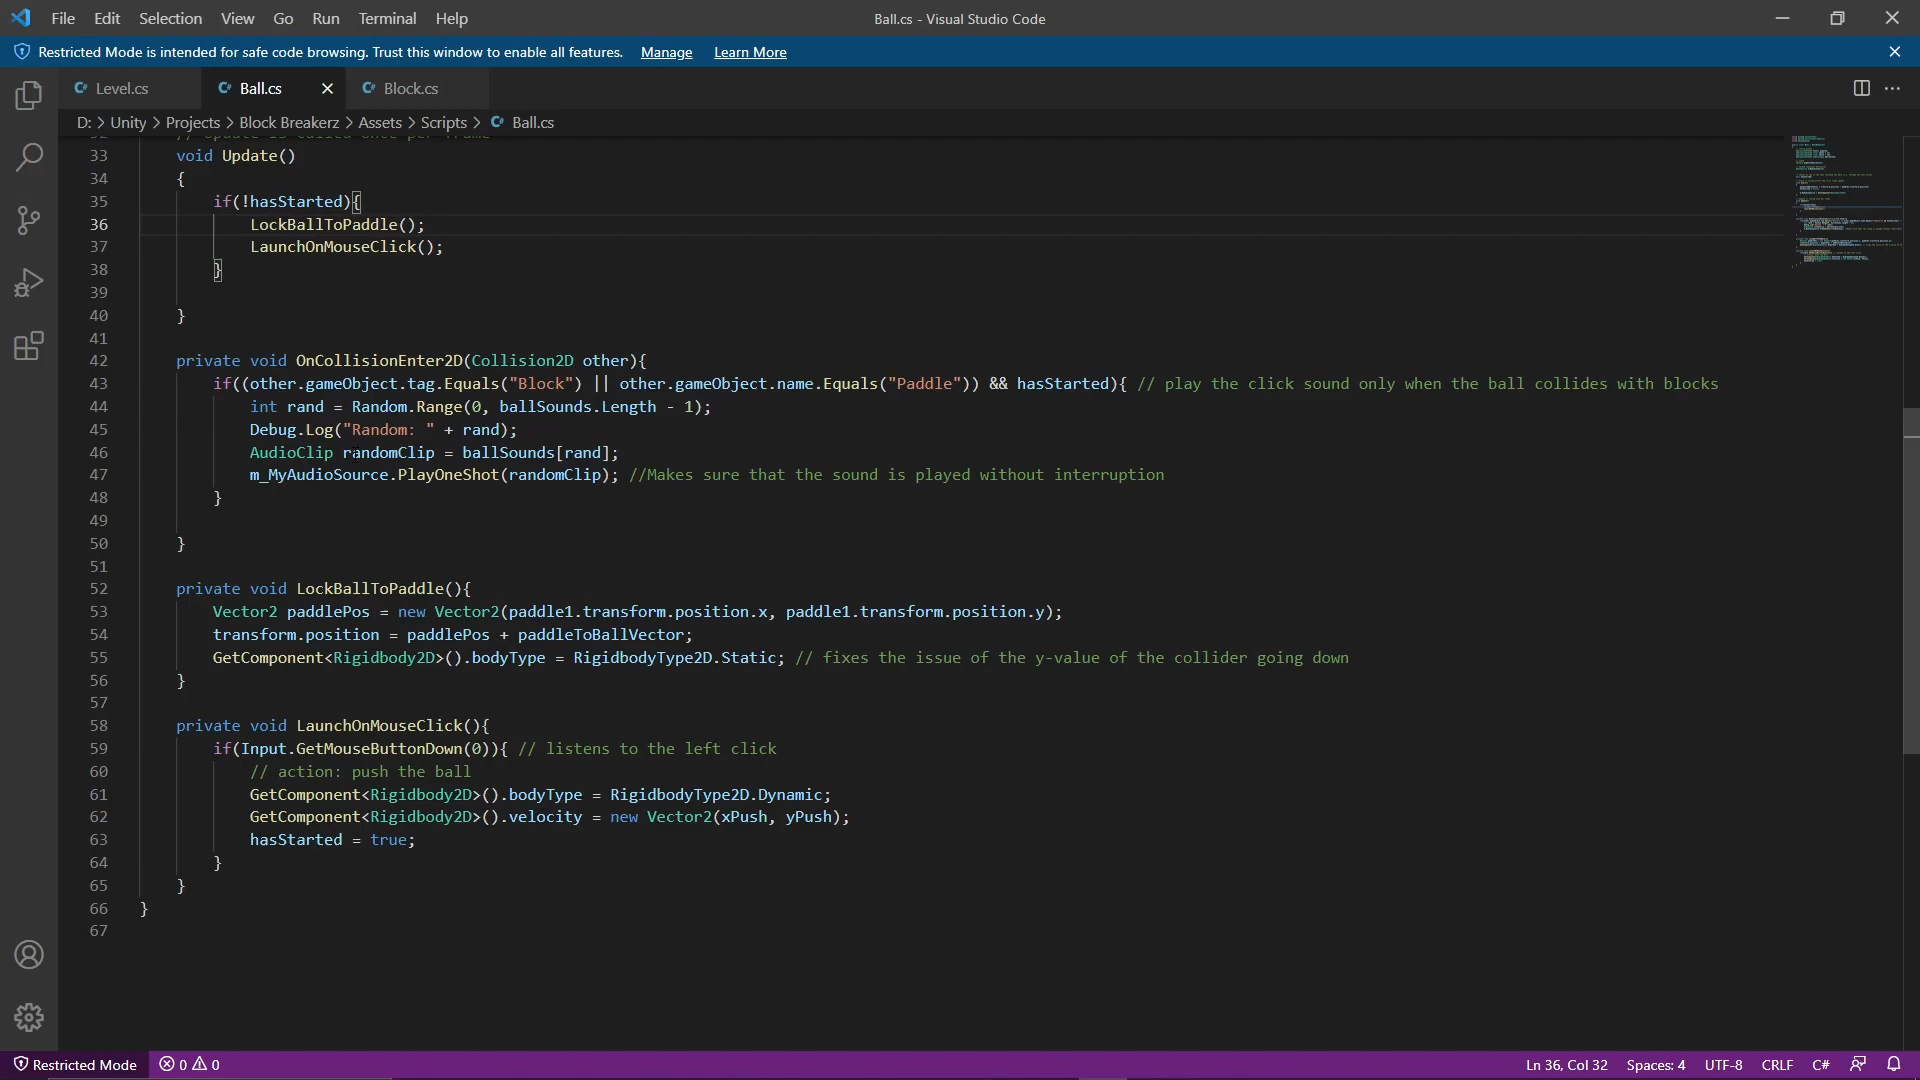 File Edit Selection View Go Run Terminal Help Ball.cs - Visual Studio Code
Restricted Mode is intended for safe code browsing. Trust this window to enable all features. Manage Learn More
Level.cs Ball.cs Block.cs
D: > Unity > Projects > Block Breakerz > Assets > Scripts > Ball.cs
32 // Update is called once per frame
33 void Update()
34 {
35 if(!hasStarted){
36 LockBallToPaddle();
37 LaunchOnMouseClick();
38 }
39
40 }
41
42 private void OnCollisionEnter2D(Collision2D other){
43 if((other.gameObject.tag.Equals("Block") || other.gameObject.name.Equals("Paddle")) && hasStarted){ // play the click sound only when the ball collides with blocks
44 int rand = Random.Range(0, ballSounds.Length - 1);
45 Debug.Log("Random: " + rand);
46 AudioClip randomClip = ballSounds[rand];
47 m_MyAudioSource.PlayOneShot(randomClip); //Makes sure that the sound is played without interruption
48 }
49
50 }
51
52 private void LockBallToPaddle(){
53 Vector2 paddlePos = new Vector2(paddle1.transform.position.x, paddle1.transform.position.y);
54 transform.position = paddlePos + paddleToBallVector;
55 GetComponent<Rigidbody2D>().bodyType = RigidbodyType2D.Static; // fixes the issue of the y-value of the collider going down
56 }
57
58 private void LaunchOnMouseClick(){
59 if(Input.GetMouseButtonDown(0)){ // listens to the left click
60 // action: push the ball
61 GetComponent<Rigidbody2D>().bodyType = RigidbodyType2D.Dynamic;
62 GetComponent<Rigidbody2D>().velocity = new Vector2(xPush, yPush);
63 hasStarted = true;
64 }
65 }
66 }
67
Restricted Mode 0 0 Ln 36, Col 32 Spaces: 4 UTF-8 CRLF C#